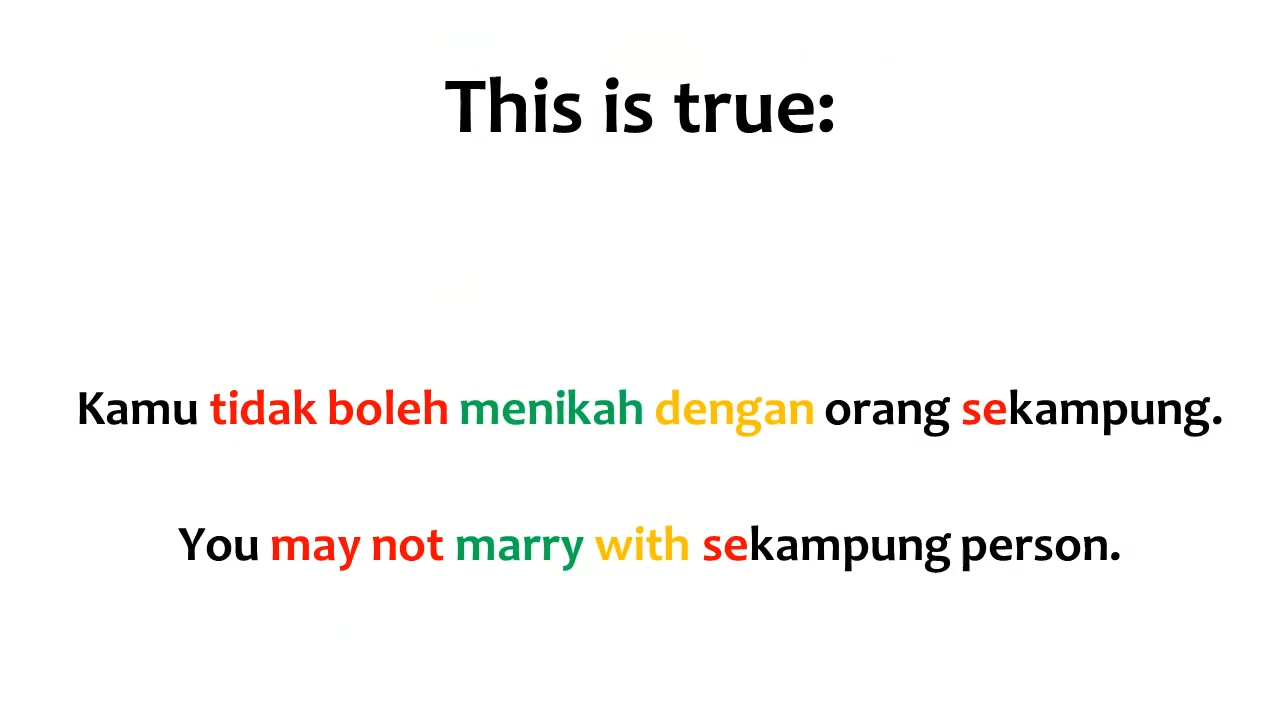 This is true:
Kamu tidak boleh menikah dengan orang sekampung.
You may not marry with sekampung person.